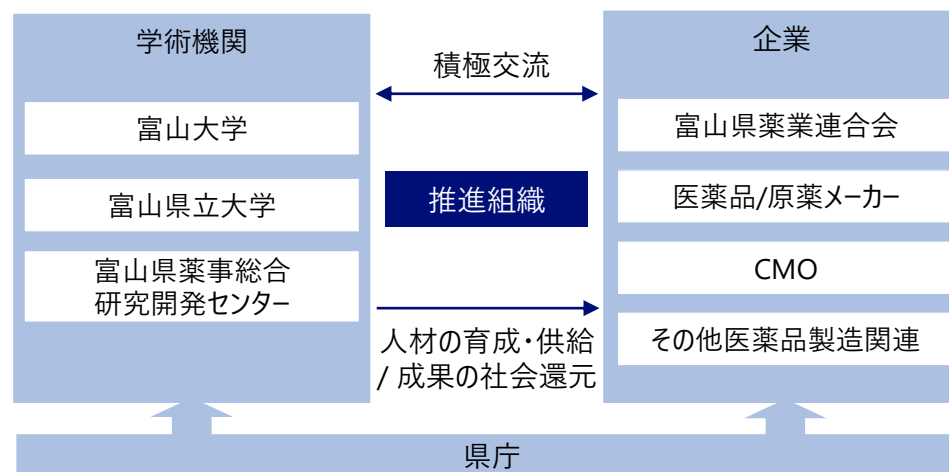 学術機関
富山大学
富山県立大学
富山県薬事総合
研究開発センター
積極交流
推進組織
人材の育成・供給
/ 成果の社会還元
企業
富山県薬業連合会
医薬品/原薬メーカー
CMO
その他医薬品製造関連
県庁